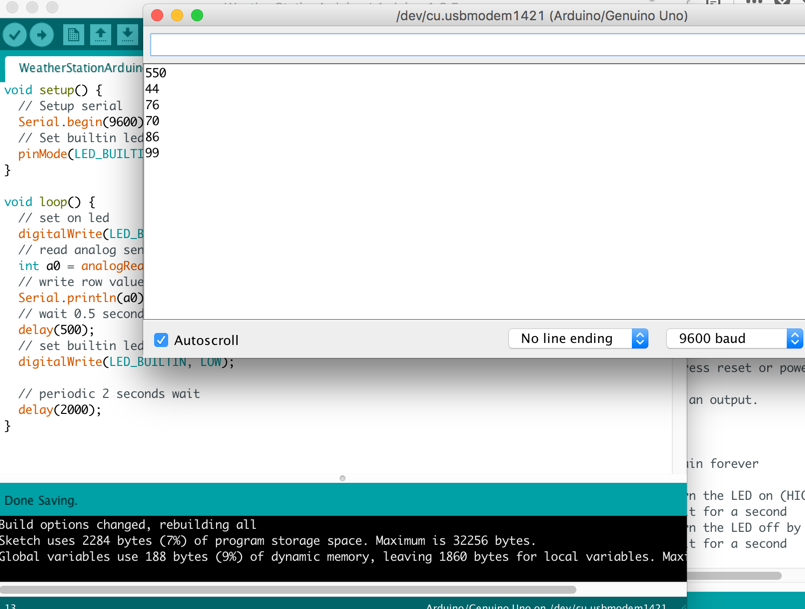 /dev/cu.usbmodem1421 (Arduino/Genuino Uno)
WeatherStationArduin
550
44
76
70
86
99
void setup() {
// Setup serial
Serial.begin(9600)
// Set builtin led
pinMode(LED_BUILTI
}
void loop() {
// set on led
digitalWrite(LED_B
// read analog sen
int a0 = analogRea
// write row value
Serial.println(a0)
// wait 0.5 second
delay(500);
// set builtin led
digitalWrite(LED_BUILTIN, LOW);
// periodic 2 seconds wait
delay(2000);
}
Autoscroll
No line ending
9600 baud
ress reset or powe
an output.
in forever
n the LED on (HIG
t for a second
n the LED off by
t for a second
Done Saving.
Build options changed, rebuilding all
Sketch uses 2284 bytes (7%) of program storage space. Maximum is 32256 bytes.
Global variables use 188 bytes (9%) of dynamic memory, leaving 1860 bytes for local variables. Maxi
13
Arduino/Genuino Uno on /dev/cu.usbmodem1421